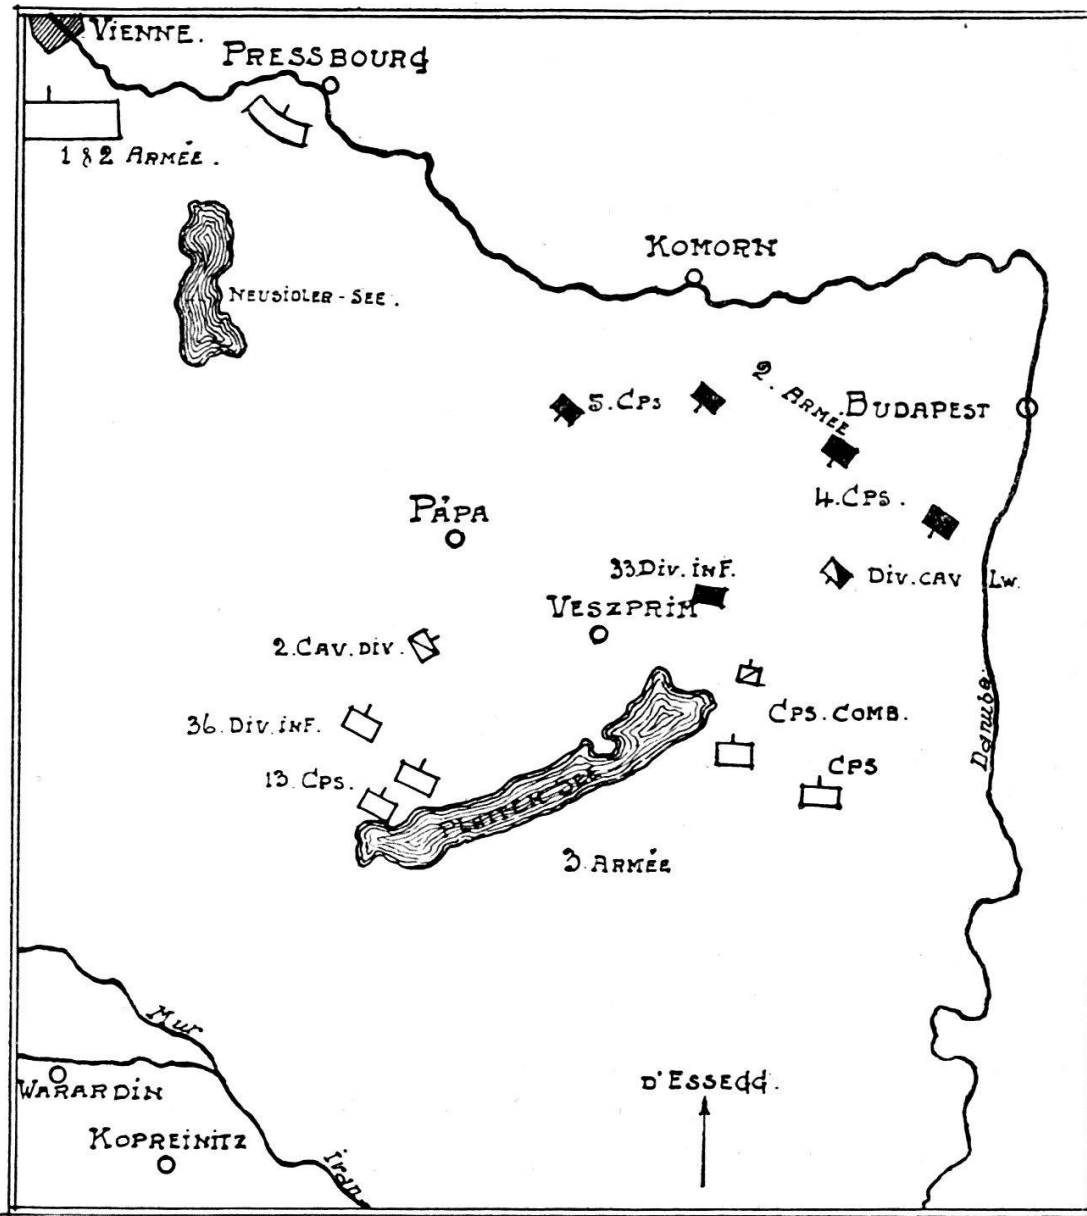 VIENNE.
PRESSBOURG
1 & 2 ARMÉE.
NEUSIDLER-SEE.
KOMORN
2. ARMÉE
5. CPS
BUDAPEST
4. CPS.
PÁPA
33. DIV. INF.
DIV. CAV LW.
VESZPRIM
2. CAV. DIV.
36. DIV. INF.
CPS. COMB.
13. CPS.
CPS
PLATTEN SEE
Danube.
3. ARMÉE
Mur
WARARDIN
D'ESSEGG.
KOPREINITZ